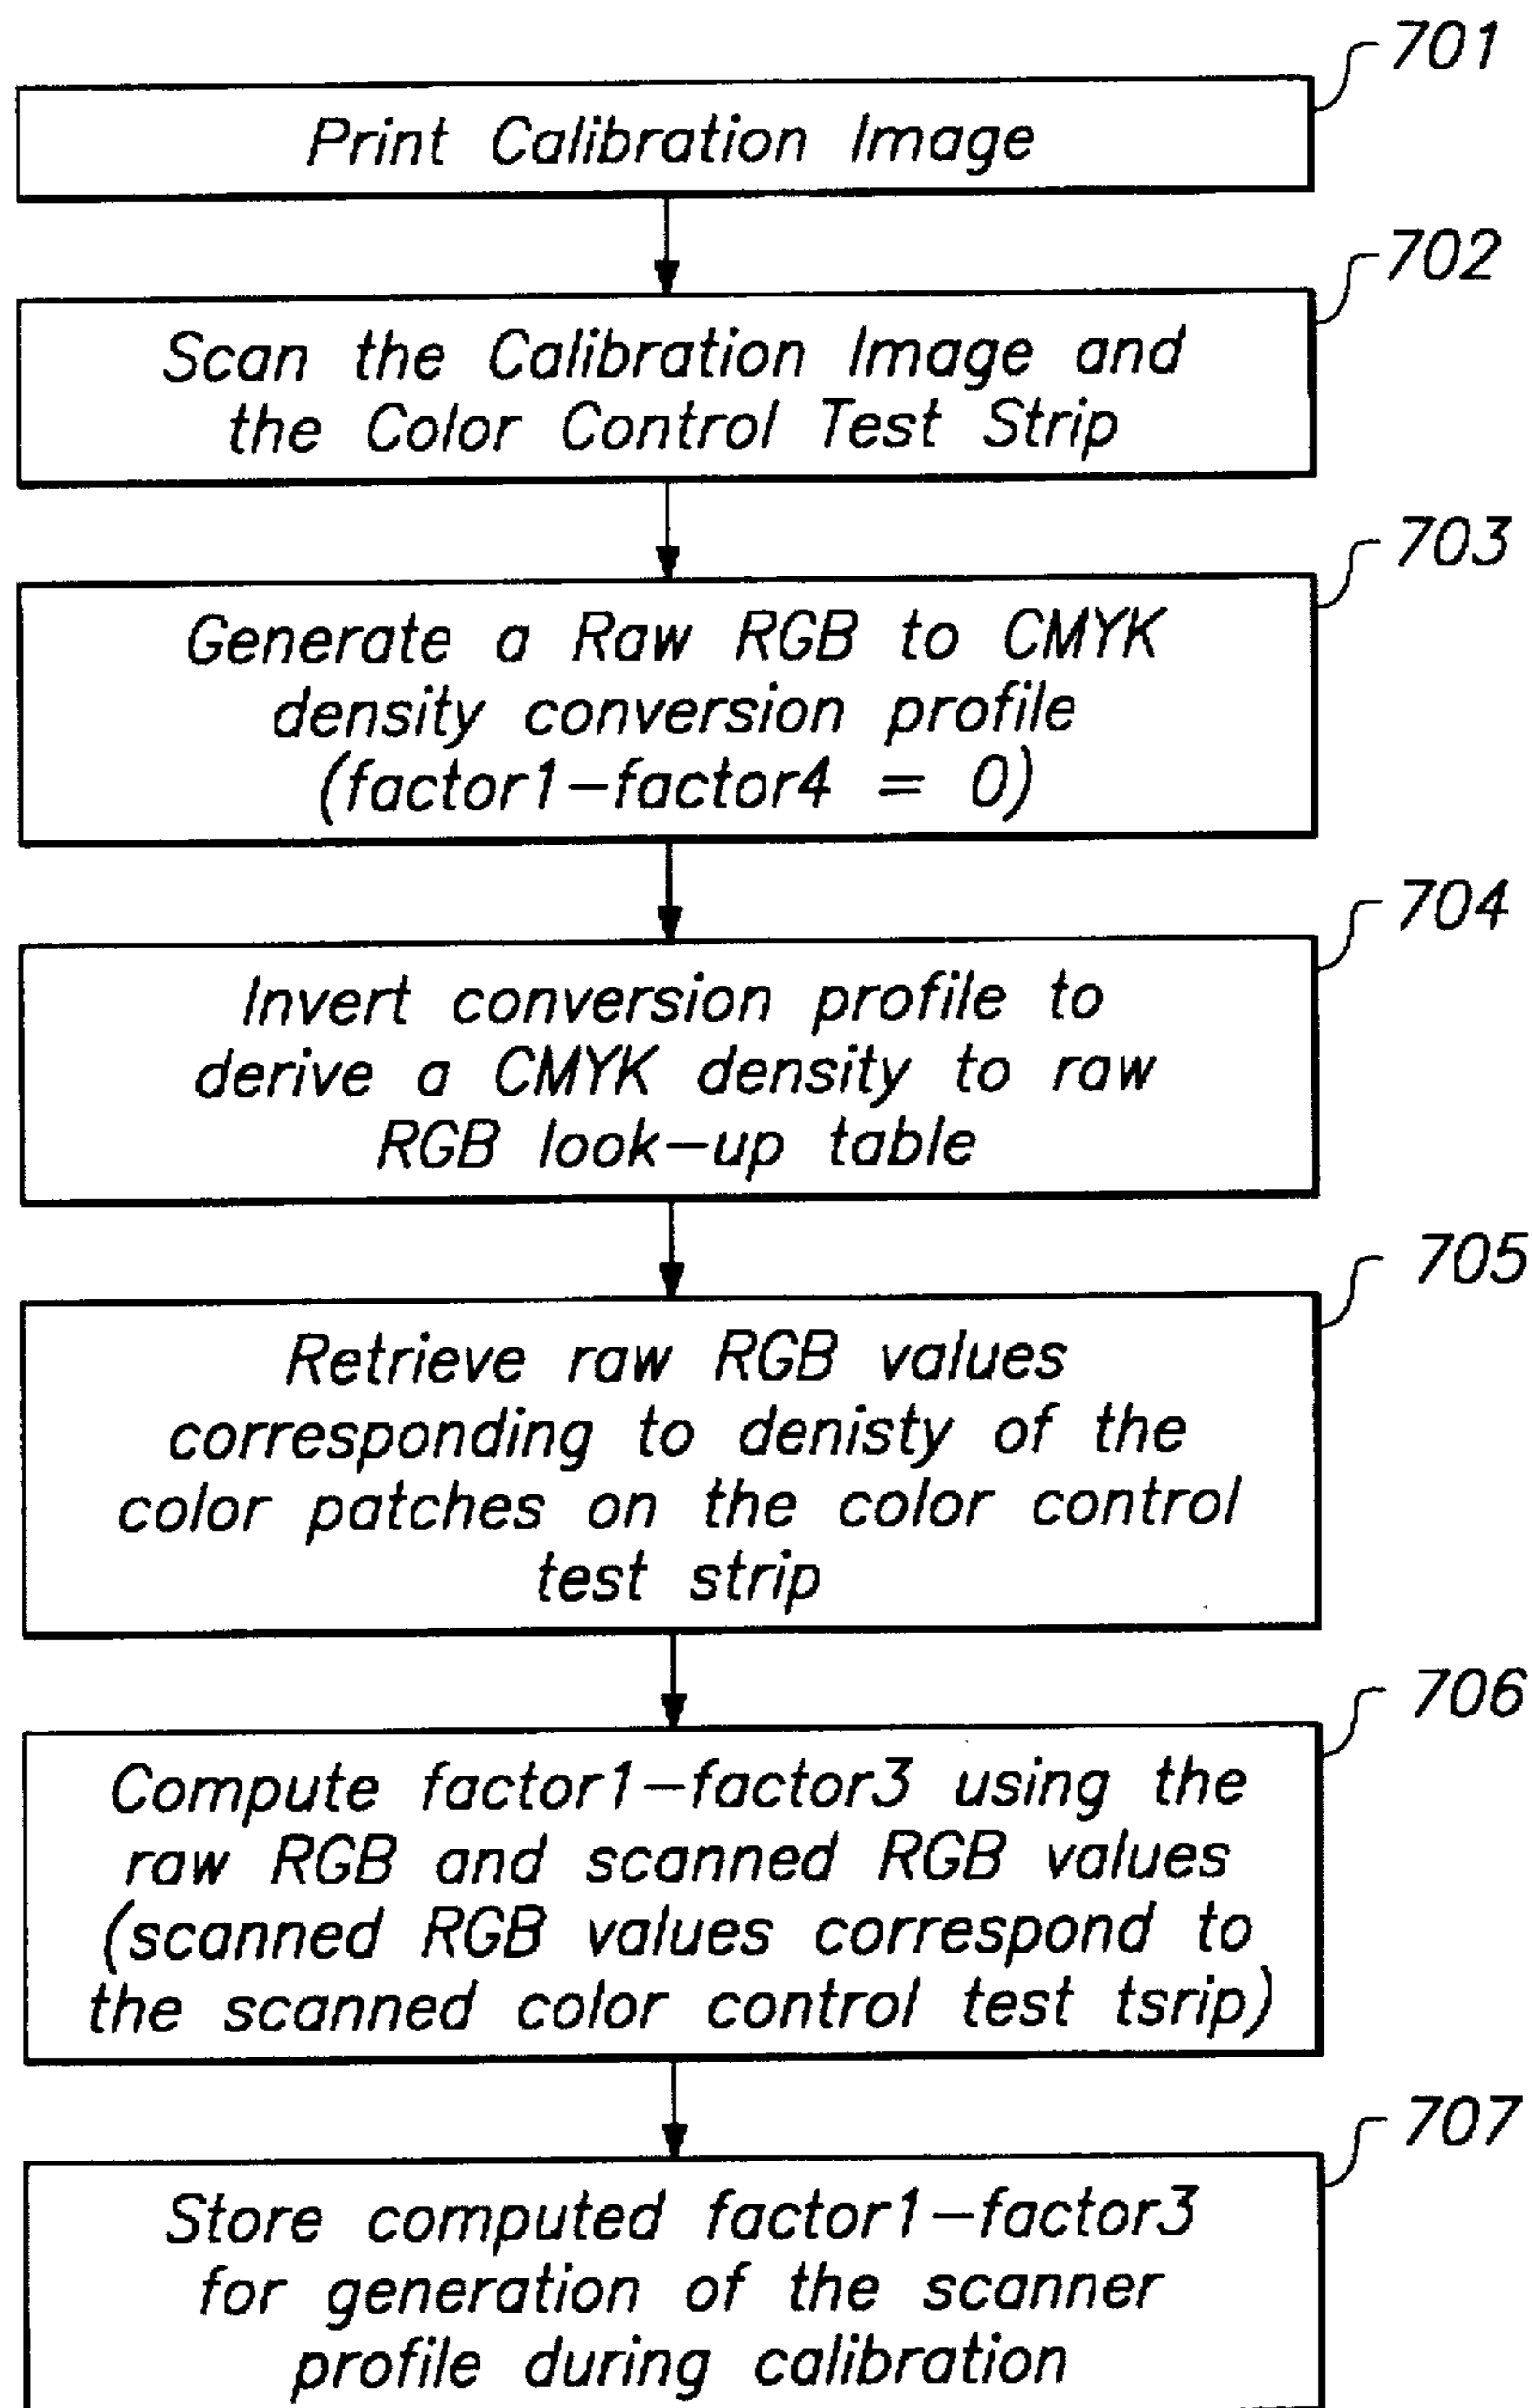 701
Print Calibration Image
702
Scan the Calibration Image and
the Color Control Test Strip
703
Generate a Raw RGB to CMYK
density conversion profile
(factor1-factor4 = 0)
704
Invert conversion profile to
derive a CMYK density to raw
RGB look-up table
705
Retrieve raw RGB values
corresponding to denisty of the
color patches on the color control
test strip
706
Compute factor1-factor3 using the
raw RGB and scanned RGB values
(scanned RGB values correspond to
the scanned color control test tsrip)
707
Store computed factor1-factor3
for generation of the scanner
profile during calibration